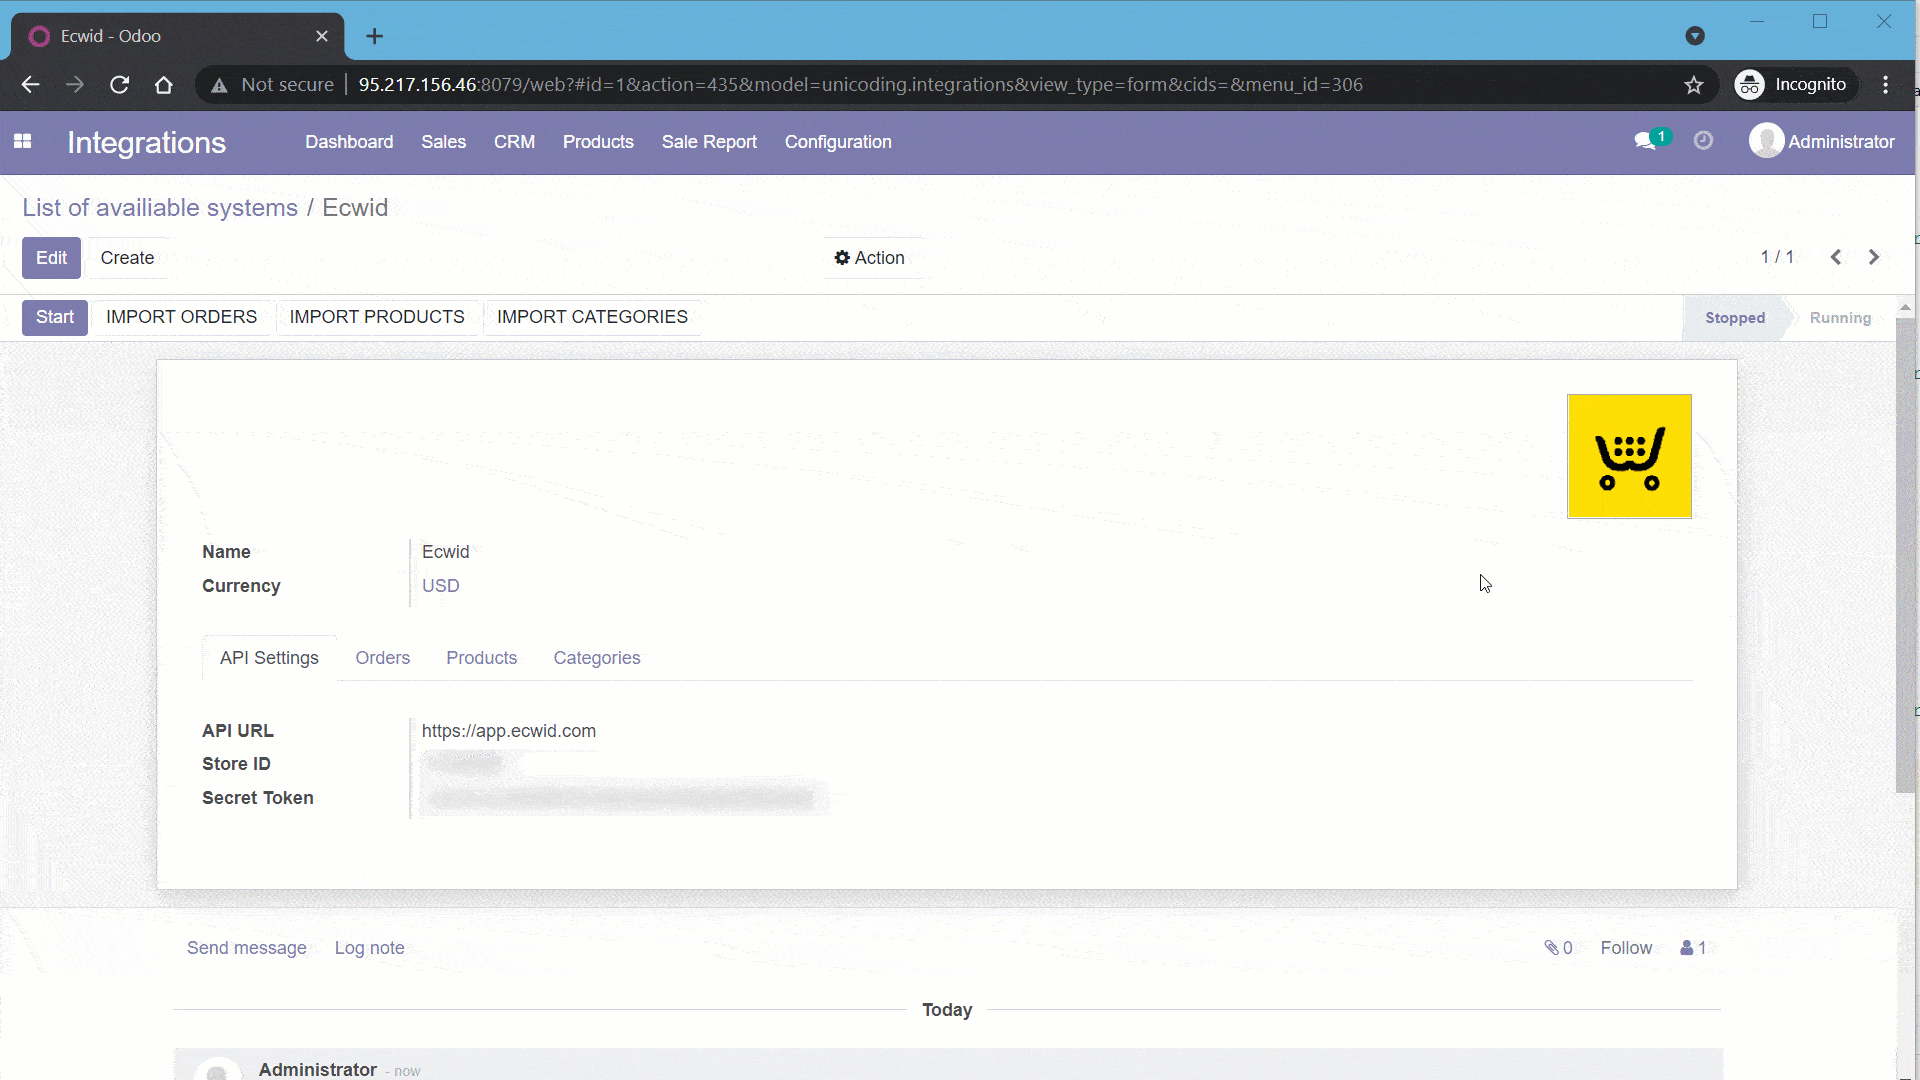 Ecwid - Odoo
Not secure 95.217.156.46:8079/web?#id=1&action=435&model=unicoding.integrations&view_type=form&cids=&menu_id=306 Incognito
Integrations Dashboard Sales CRM Products Sale Report Configuration 1 Administrator
List of availiable systems / Ecwid
Edit Create Action 1 / 1
Start IMPORT ORDERS IMPORT PRODUCTS IMPORT CATEGORIES Stopped Running
Name Ecwid
Currency USD
API Settings Orders Products Categories
API URL https://app.ecwid.com
Store ID
Secret Token
Send message Log note 0 Follow 1
Today
Administrator - now